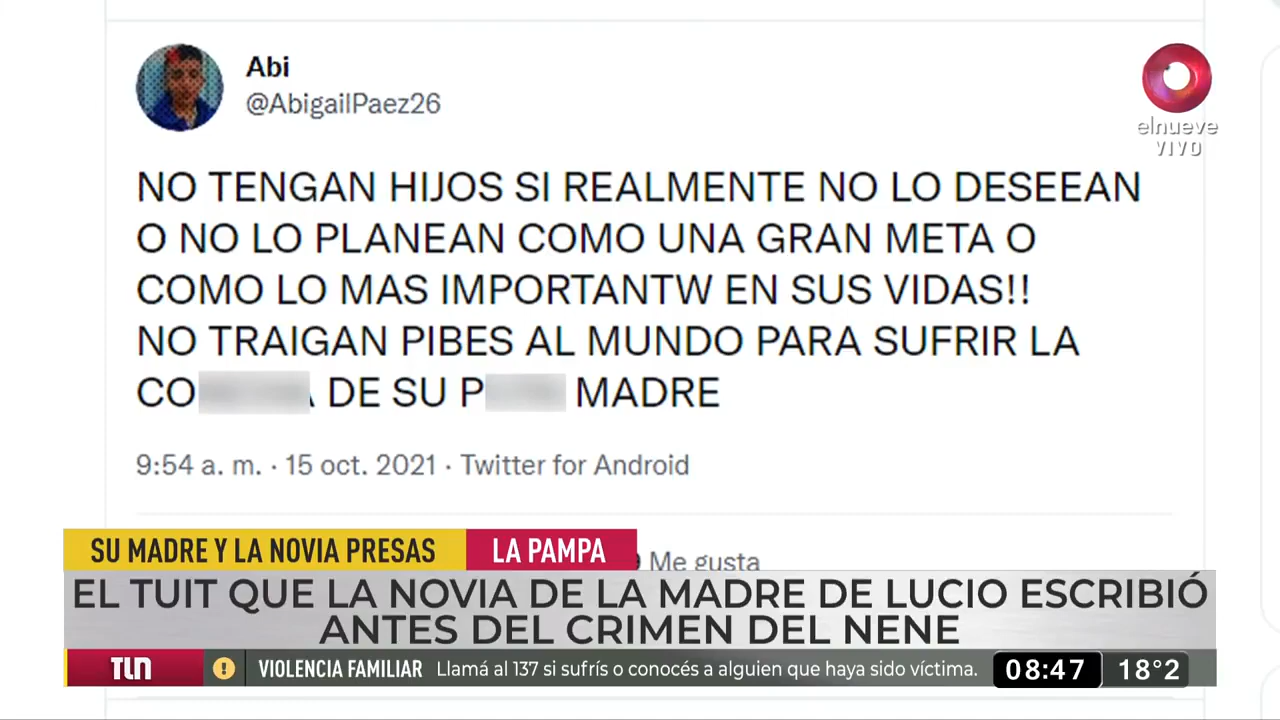 Abi
@AbigailPaez26
elnueve
VIVO
NO TENGAN HIJOS SI REALMENTE NO LO DESEEAN
O NO LO PLANEAN COMO UNA GRAN META O
COMO LO MAS IMPORTANTW EN SUS VIDAS!!
NO TRAIGAN PIBES AL MUNDO PARA SUFRIR LA
CO DE SU P MADRE
9:54 a. m. · 15 oct. 2021 · Twitter for Android
Me gusta
SU MADRE Y LA NOVIA PRESAS
LA PAMPA
EL TUIT QUE LA NOVIA DE LA MADRE DE LUCIO ESCRIBIÓ
ANTES DEL CRIMEN DEL NENE
TLN
VIOLENCIA FAMILIAR Llamá al 137 si sufrís o conocés a alguien que haya sido víctima.
08:47
18°2